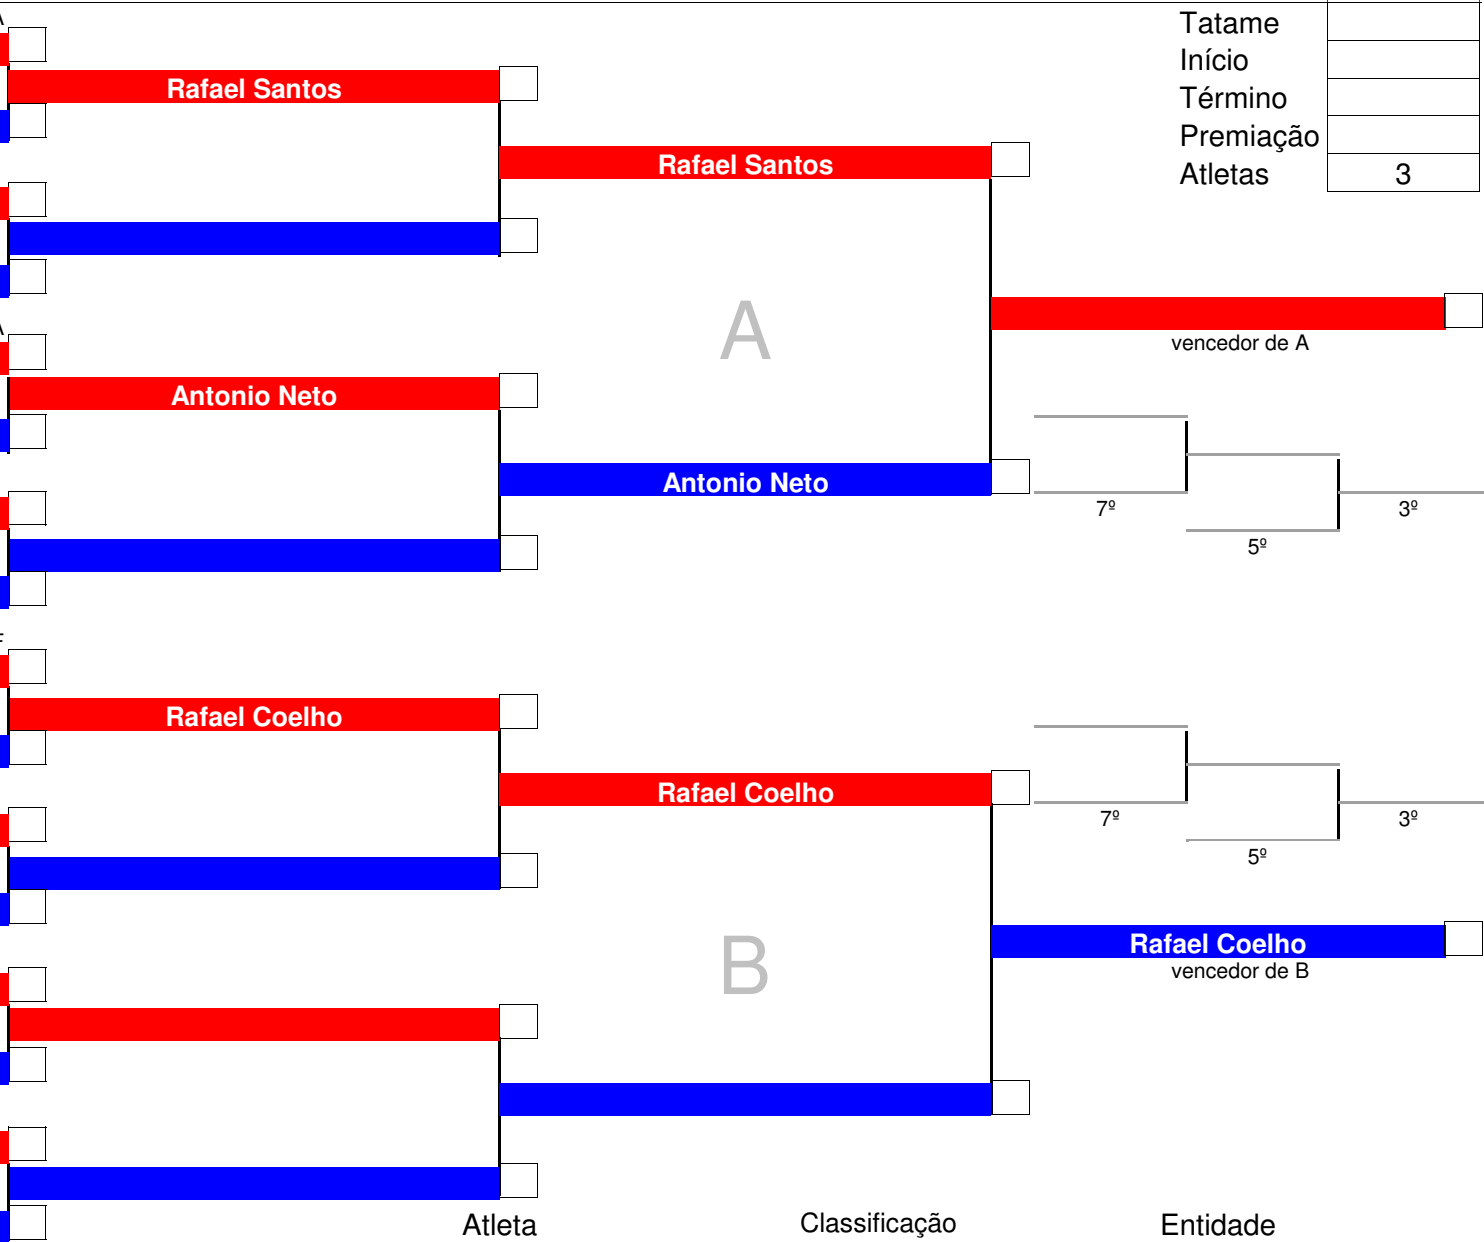 Tatame
Início
Término
Premiação
Atletas 3
Rafael Santos
Rafael Santos
A
vencedor de A
Antonio Neto
Antonio Neto
7º
3º
5º
Rafael Coelho
Rafael Coelho
7º
3º
5º
B
Rafael Coelho
vencedor de B
Atleta Classificação Entidade